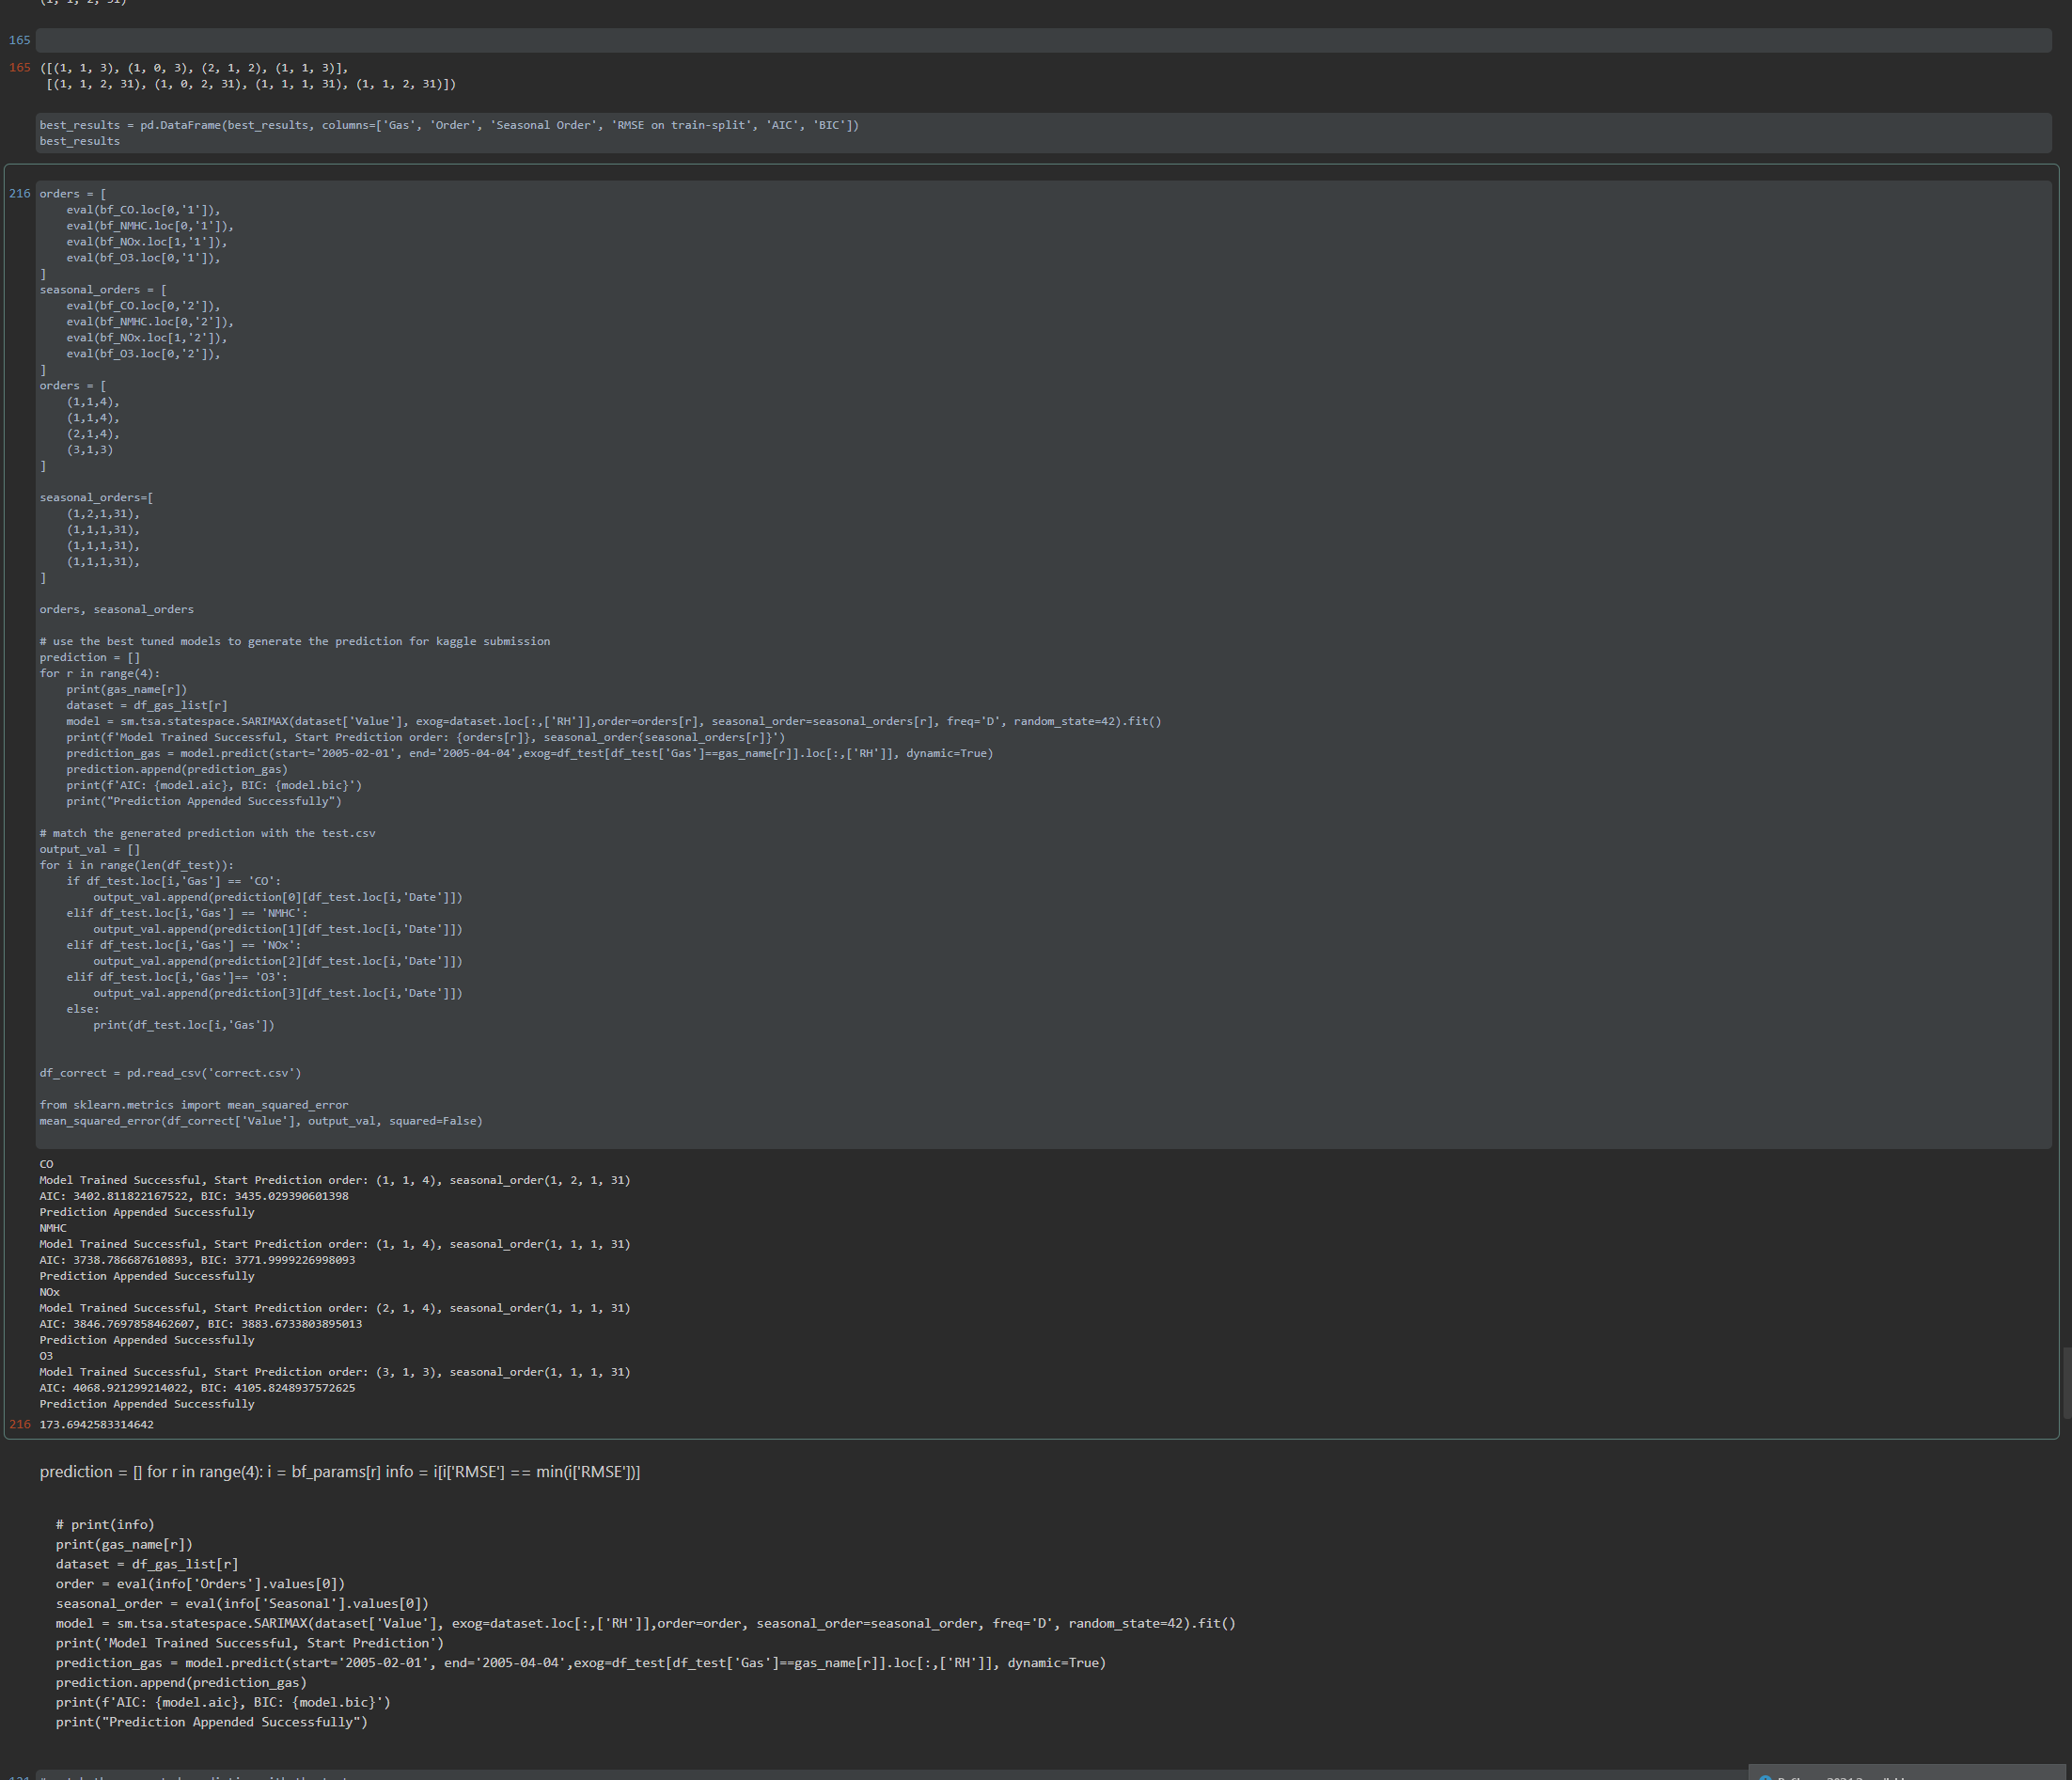 165
165 ([(1, 1, 3), (1, 0, 3), (2, 1, 2), (1, 1, 3)],
 [(1, 1, 2, 31), (1, 0, 2, 31), (1, 1, 1, 31), (1, 1, 2, 31)])
best_results = pd.DataFrame(best_results, columns=['Gas', 'Order', 'Seasonal Order', 'RMSE on train-split', 'AIC', 'BIC'])
best_results
216 orders = [
    eval(bf_CO.loc[0,'1']),
    eval(bf_NMHC.loc[0,'1']),
    eval(bf_NOx.loc[1,'1']),
    eval(bf_O3.loc[0,'1']),
]
seasonal_orders = [
    eval(bf_CO.loc[0,'2']),
    eval(bf_NMHC.loc[0,'2']),
    eval(bf_NOx.loc[1,'2']),
    eval(bf_O3.loc[0,'2']),
]
orders = [
    (1,1,4),
    (1,1,4),
    (2,1,4),
    (3,1,3)
]
seasonal_orders=[
    (1,2,1,31),
    (1,1,1,31),
    (1,1,1,31),
    (1,1,1,31),
]
orders, seasonal_orders
# use the best tuned models to generate the prediction for kaggle submission
prediction = []
for r in range(4):
    print(gas_name[r])
    dataset = df_gas_list[r]
    model = sm.tsa.statespace.SARIMAX(dataset['Value'], exog=dataset.loc[:,['RH']],order=orders[r], seasonal_order=seasonal_orders[r], freq='D', random_state=42).fit()
    print(f'Model Trained Successful, Start Prediction order: {orders[r]}, seasonal_order{seasonal_orders[r]}')
    prediction_gas = model.predict(start='2005-02-01', end='2005-04-04',exog=df_test[df_test['Gas']==gas_name[r]].loc[:,['RH']], dynamic=True)
    prediction.append(prediction_gas)
    print(f'AIC: {model.aic}, BIC: {model.bic}')
    print("Prediction Appended Successfully")
# match the generated prediction with the test.csv
output_val = []
for i in range(len(df_test)):
    if df_test.loc[i,'Gas'] == 'CO':
        output_val.append(prediction[0][df_test.loc[i,'Date']])
    elif df_test.loc[i,'Gas'] == 'NMHC':
        output_val.append(prediction[1][df_test.loc[i,'Date']])
    elif df_test.loc[i,'Gas'] == 'NOx':
        output_val.append(prediction[2][df_test.loc[i,'Date']])
    elif df_test.loc[i,'Gas']== 'O3':
        output_val.append(prediction[3][df_test.loc[i,'Date']])
    else:
        print(df_test.loc[i,'Gas'])
df_correct = pd.read_csv('correct.csv')
from sklearn.metrics import mean_squared_error
mean_squared_error(df_correct['Value'], output_val, squared=False)
CO
Model Trained Successful, Start Prediction order: (1, 1, 4), seasonal_order(1, 2, 1, 31)
AIC: 3402.811822167522, BIC: 3435.029390601398
Prediction Appended Successfully
NMHC
Model Trained Successful, Start Prediction order: (1, 1, 4), seasonal_order(1, 1, 1, 31)
AIC: 3738.786687610893, BIC: 3771.9999226998093
Prediction Appended Successfully
NOx
Model Trained Successful, Start Prediction order: (2, 1, 4), seasonal_order(1, 1, 1, 31)
AIC: 3846.7697858462607, BIC: 3883.6733803895013
Prediction Appended Successfully
O3
Model Trained Successful, Start Prediction order: (3, 1, 3), seasonal_order(1, 1, 1, 31)
AIC: 4068.921299214022, BIC: 4105.8248937572625
Prediction Appended Successfully
216 173.6942583314642
prediction = [] for r in range(4): i = bf_params[r] info = i[i['RMSE'] == min(i['RMSE'])]
# print(info)
print(gas_name[r])
dataset = df_gas_list[r]
order = eval(info['Orders'].values[0])
seasonal_order = eval(info['Seasonal'].values[0])
model = sm.tsa.statespace.SARIMAX(dataset['Value'], exog=dataset.loc[:,['RH']],order=order, seasonal_order=seasonal_order, freq='D', random_state=42).fit()
print('Model Trained Successful, Start Prediction')
prediction_gas = model.predict(start='2005-02-01', end='2005-04-04',exog=df_test[df_test['Gas']==gas_name[r]].loc[:,['RH']], dynamic=True)
prediction.append(prediction_gas)
print(f'AIC: {model.aic}, BIC: {model.bic}')
print("Prediction Appended Successfully")